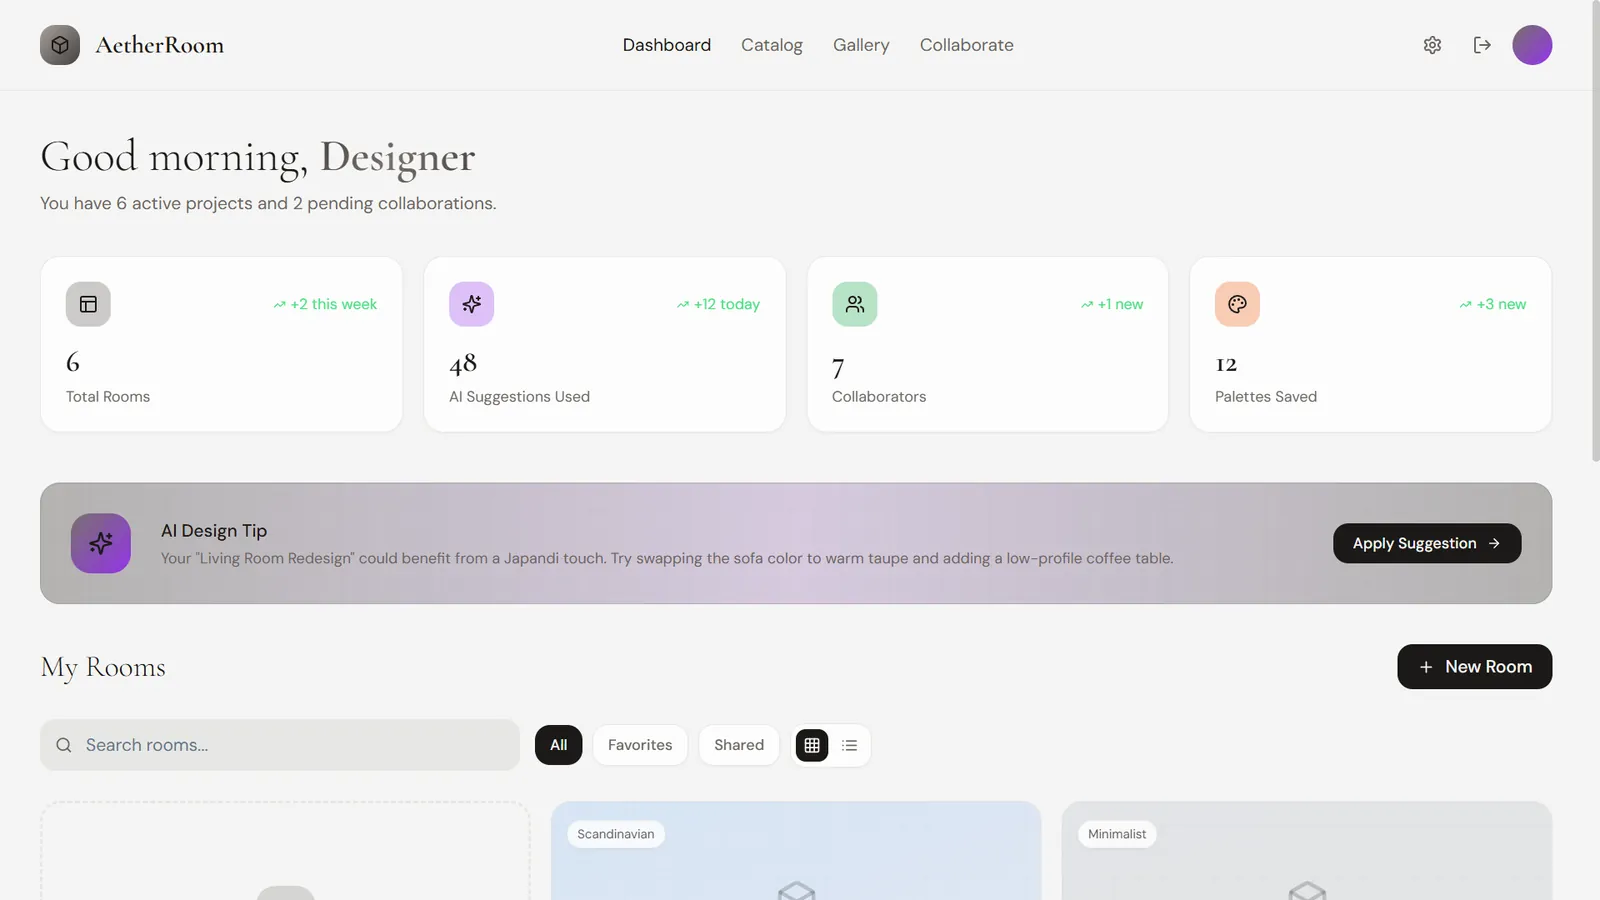 AetherRoom
Dashboard
Catalog
Gallery
Collaborate
Good morning, Designer
You have 6 active projects and 2 pending collaborations.
+2 this week
6
Total Rooms
+12 today
48
AI Suggestions Used
+1 new
7
Collaborators
+3 new
12
Palettes Saved
AI Design Tip
Your "Living Room Redesign" could benefit from a Japandi touch. Try swapping the sofa color to warm taupe and adding a low-profile coffee table.
Apply Suggestion
My Rooms
New Room
Search rooms...
All
Favorites
Shared
Scandinavian
Minimalist